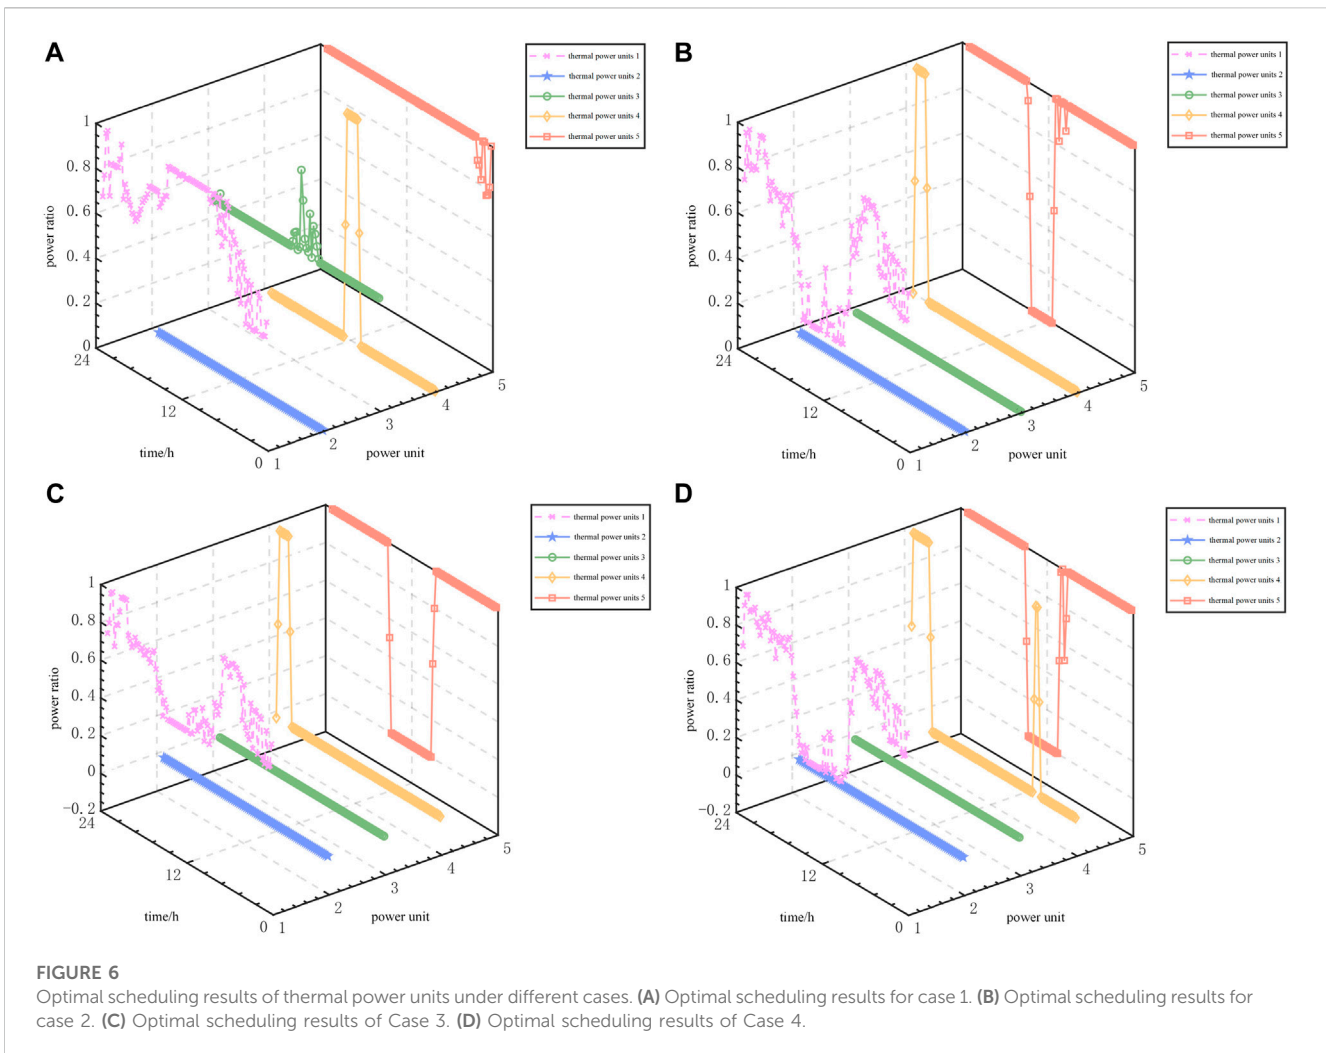 A
thermal power units 1
thermal power units 2
thermal power units 3
thermal power units 4
thermal power units 5
1
0.8
0.6
0.4
0.2
0
power ratio
24
12
0
time/h
1
2
3
4
5
power unit
B
thermal power units 1
thermal power units 2
thermal power units 3
thermal power units 4
thermal power units 5
1
0.8
0.6
0.4
0.2
0
power ratio
24
12
0
time/h
1
2
3
4
5
power unit
C
thermal power units 1
thermal power units 2
thermal power units 3
thermal power units 4
thermal power units 5
1
0.8
0.6
0.4
0.2
0
-0.2
power ratio
24
12
0
time/h
1
2
3
4
5
power unit
D
thermal power units 1
thermal power units 2
thermal power units 3
thermal power units 4
thermal power units 5
1
0.8
0.6
0.4
0.2
0
-0.2
power ratio
24
12
0
time/h
1
2
3
4
5
power unit
FIGURE 6
Optimal scheduling results of thermal power units under different cases. (A) Optimal scheduling results for case 1. (B) Optimal scheduling results for
case 2. (C) Optimal scheduling results of Case 3. (D) Optimal scheduling results of Case 4.